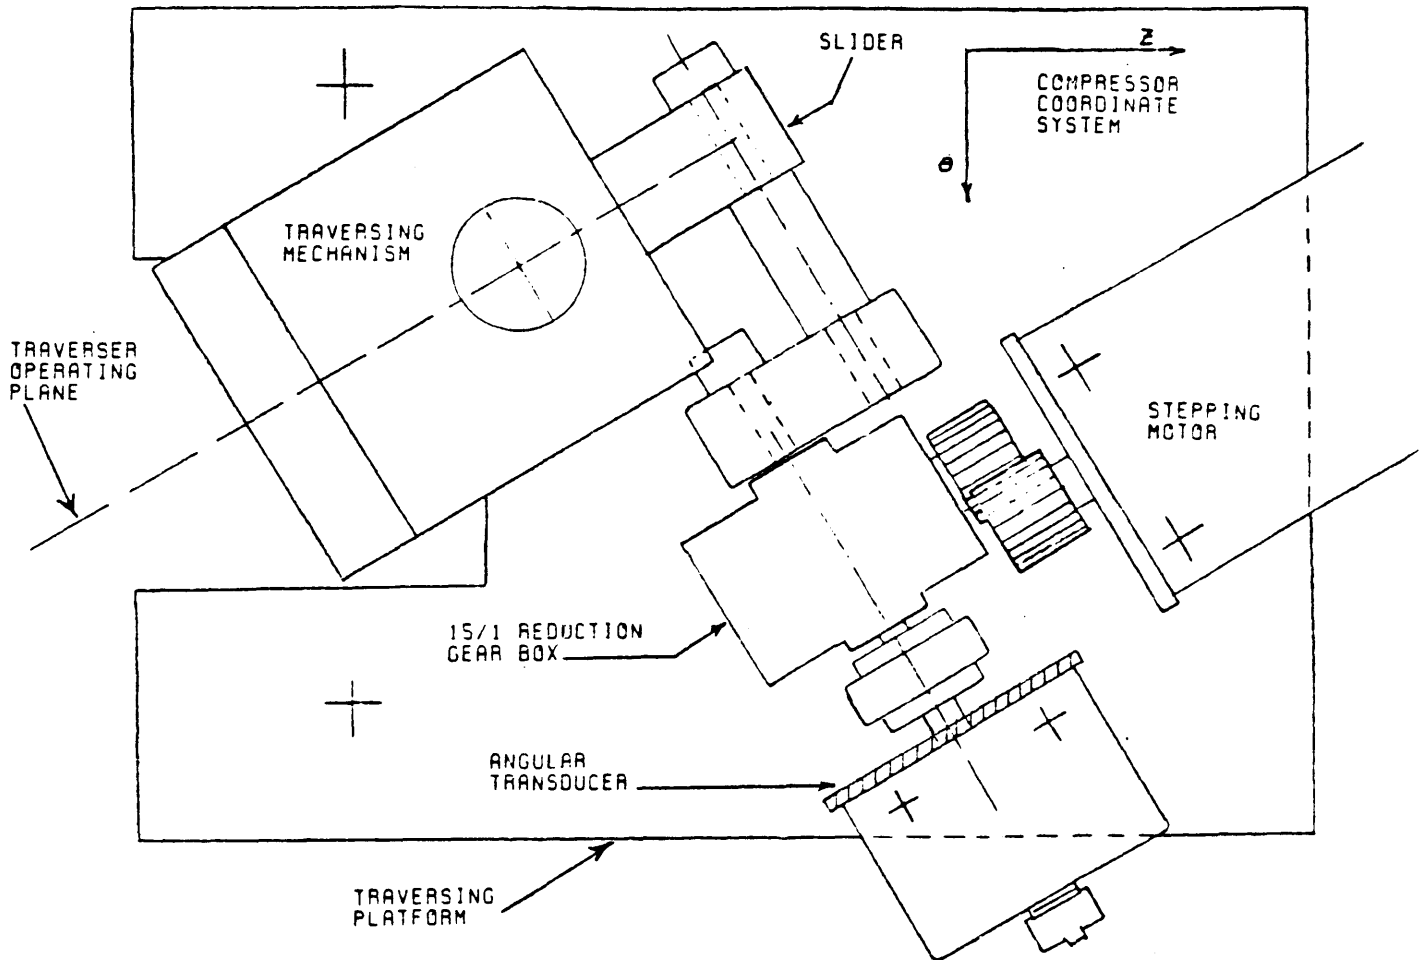 SLIDER
Z
COMPRESSOR
COORDINATE
SYSTEM
θ
TRAVERSING
MECHANISM
TRAVERSER
OPERATING
PLANE
STEPPING
MOTOR
15/1 REDUCTION
GEAR BOX
ANGULAR
TRANSDUCER
TRAVERSING
PLATFORM